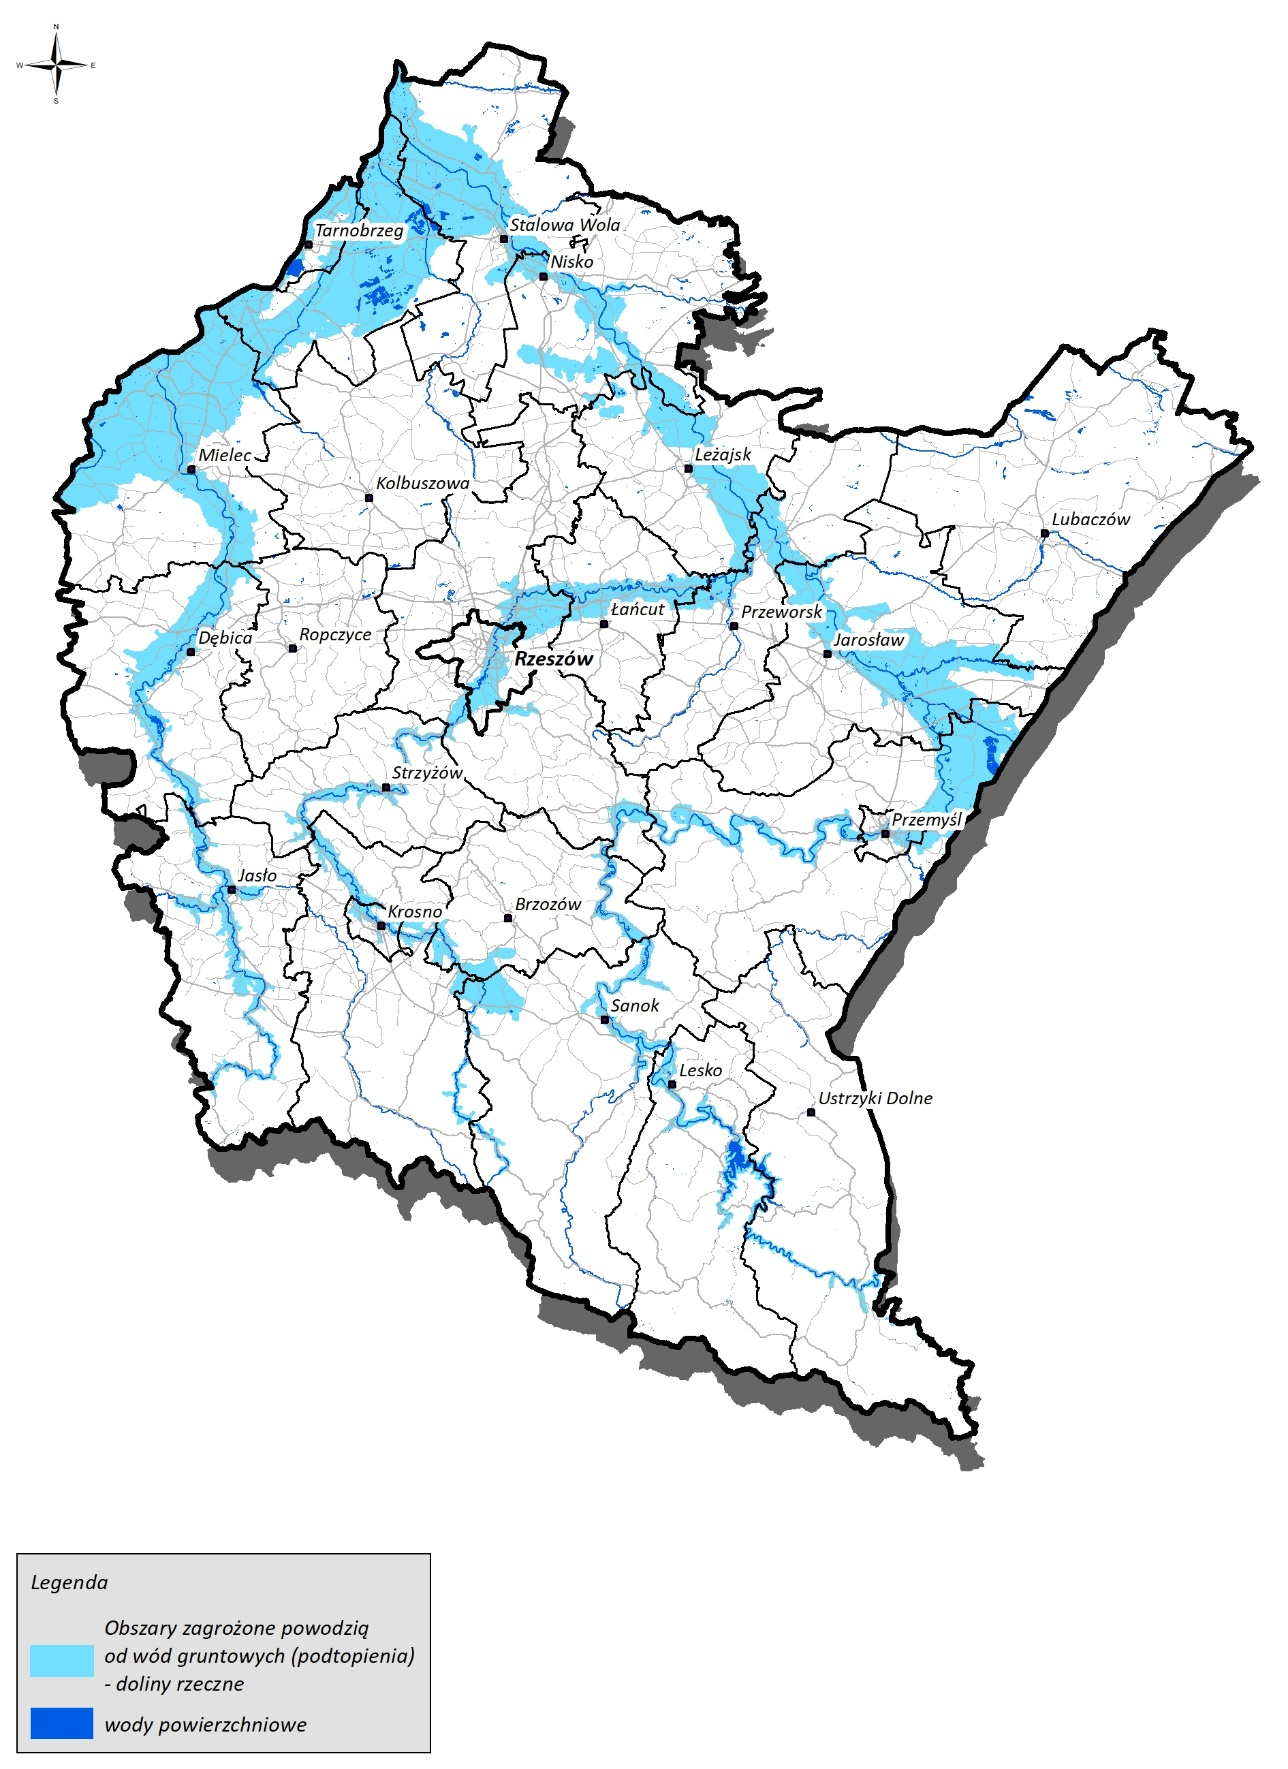 N
W
E
S
Tarnobrzeg
Stalowa Wola
Nisko
Mielec
Leżajsk
Kolbuszowa
Lubaczów
Łańcut
Przeworsk
Dębica
Ropczyce
Jarosław
Rzeszów
Strzyżów
Przemyśl
Jasło
Brzozów
Krosno
Sanok
Lesko
Ustrzyki Dolne
Legenda
Obszary zagrożone powodzią
od wód gruntowych (podtopienia)
- doliny rzeczne
wody powierzchniowe